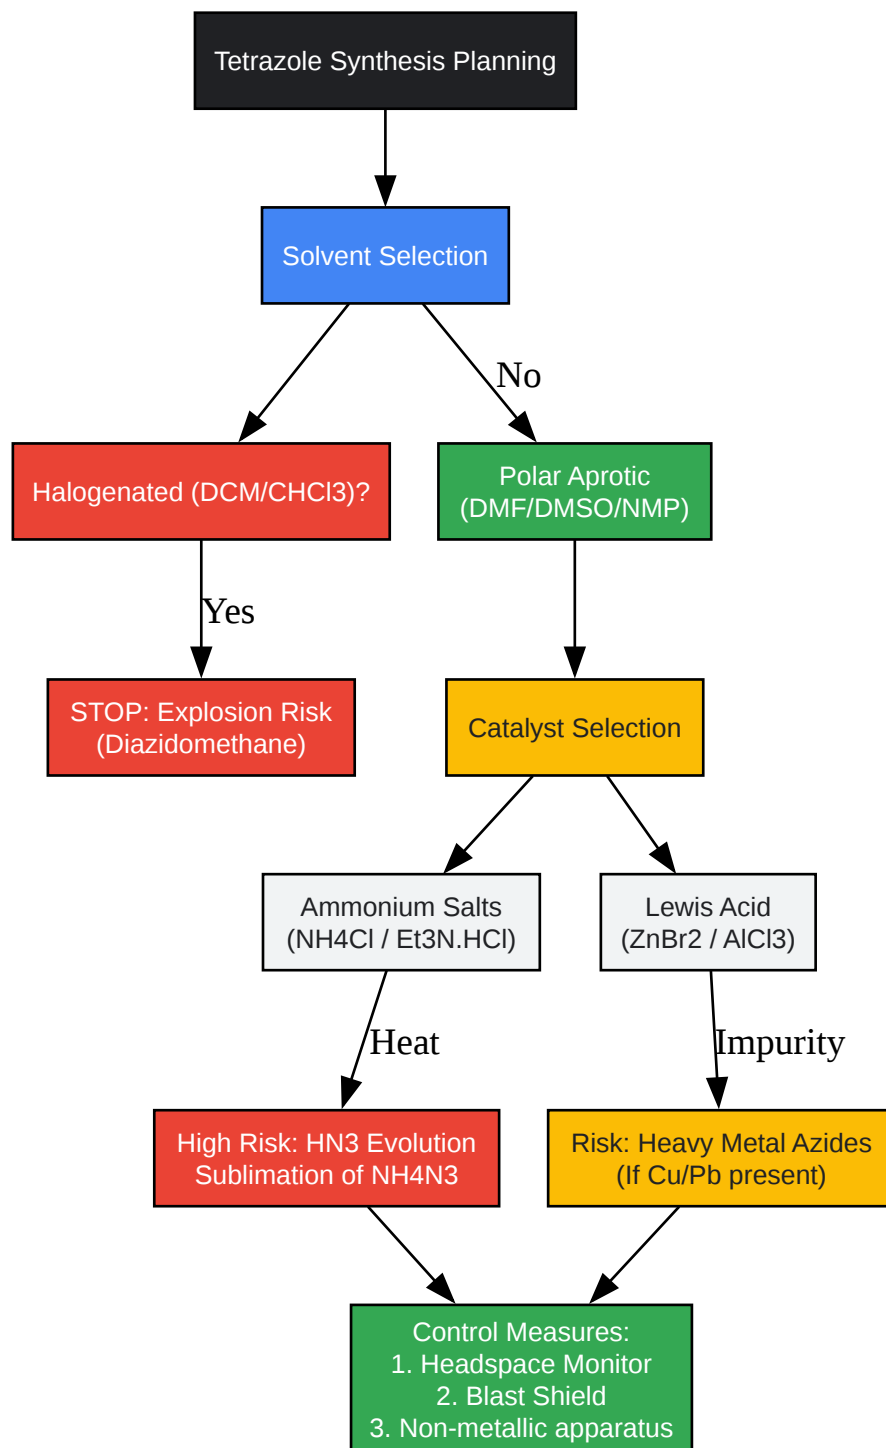 Tetrazole Synthesis Planning
Solvent Selection
No
Halogenated (DCM/CHCl3)?
Polar Aprotic
(DMF/DMSO/NMP)
Yes
STOP: Explosion Risk
(Diazidomethane)
Catalyst Selection
Ammonium Salts
(NH4Cl / Et3N.HCl)
Lewis Acid
(ZnBr2 / AlCl3)
Heat
Impurity
High Risk: HN3 Evolution
Sublimation of NH4N3
Risk: Heavy Metal Azides
(If Cu/Pb present)
Control Measures:
1. Headspace Monitor
2. Blast Shield
3. Non-metallic apparatus